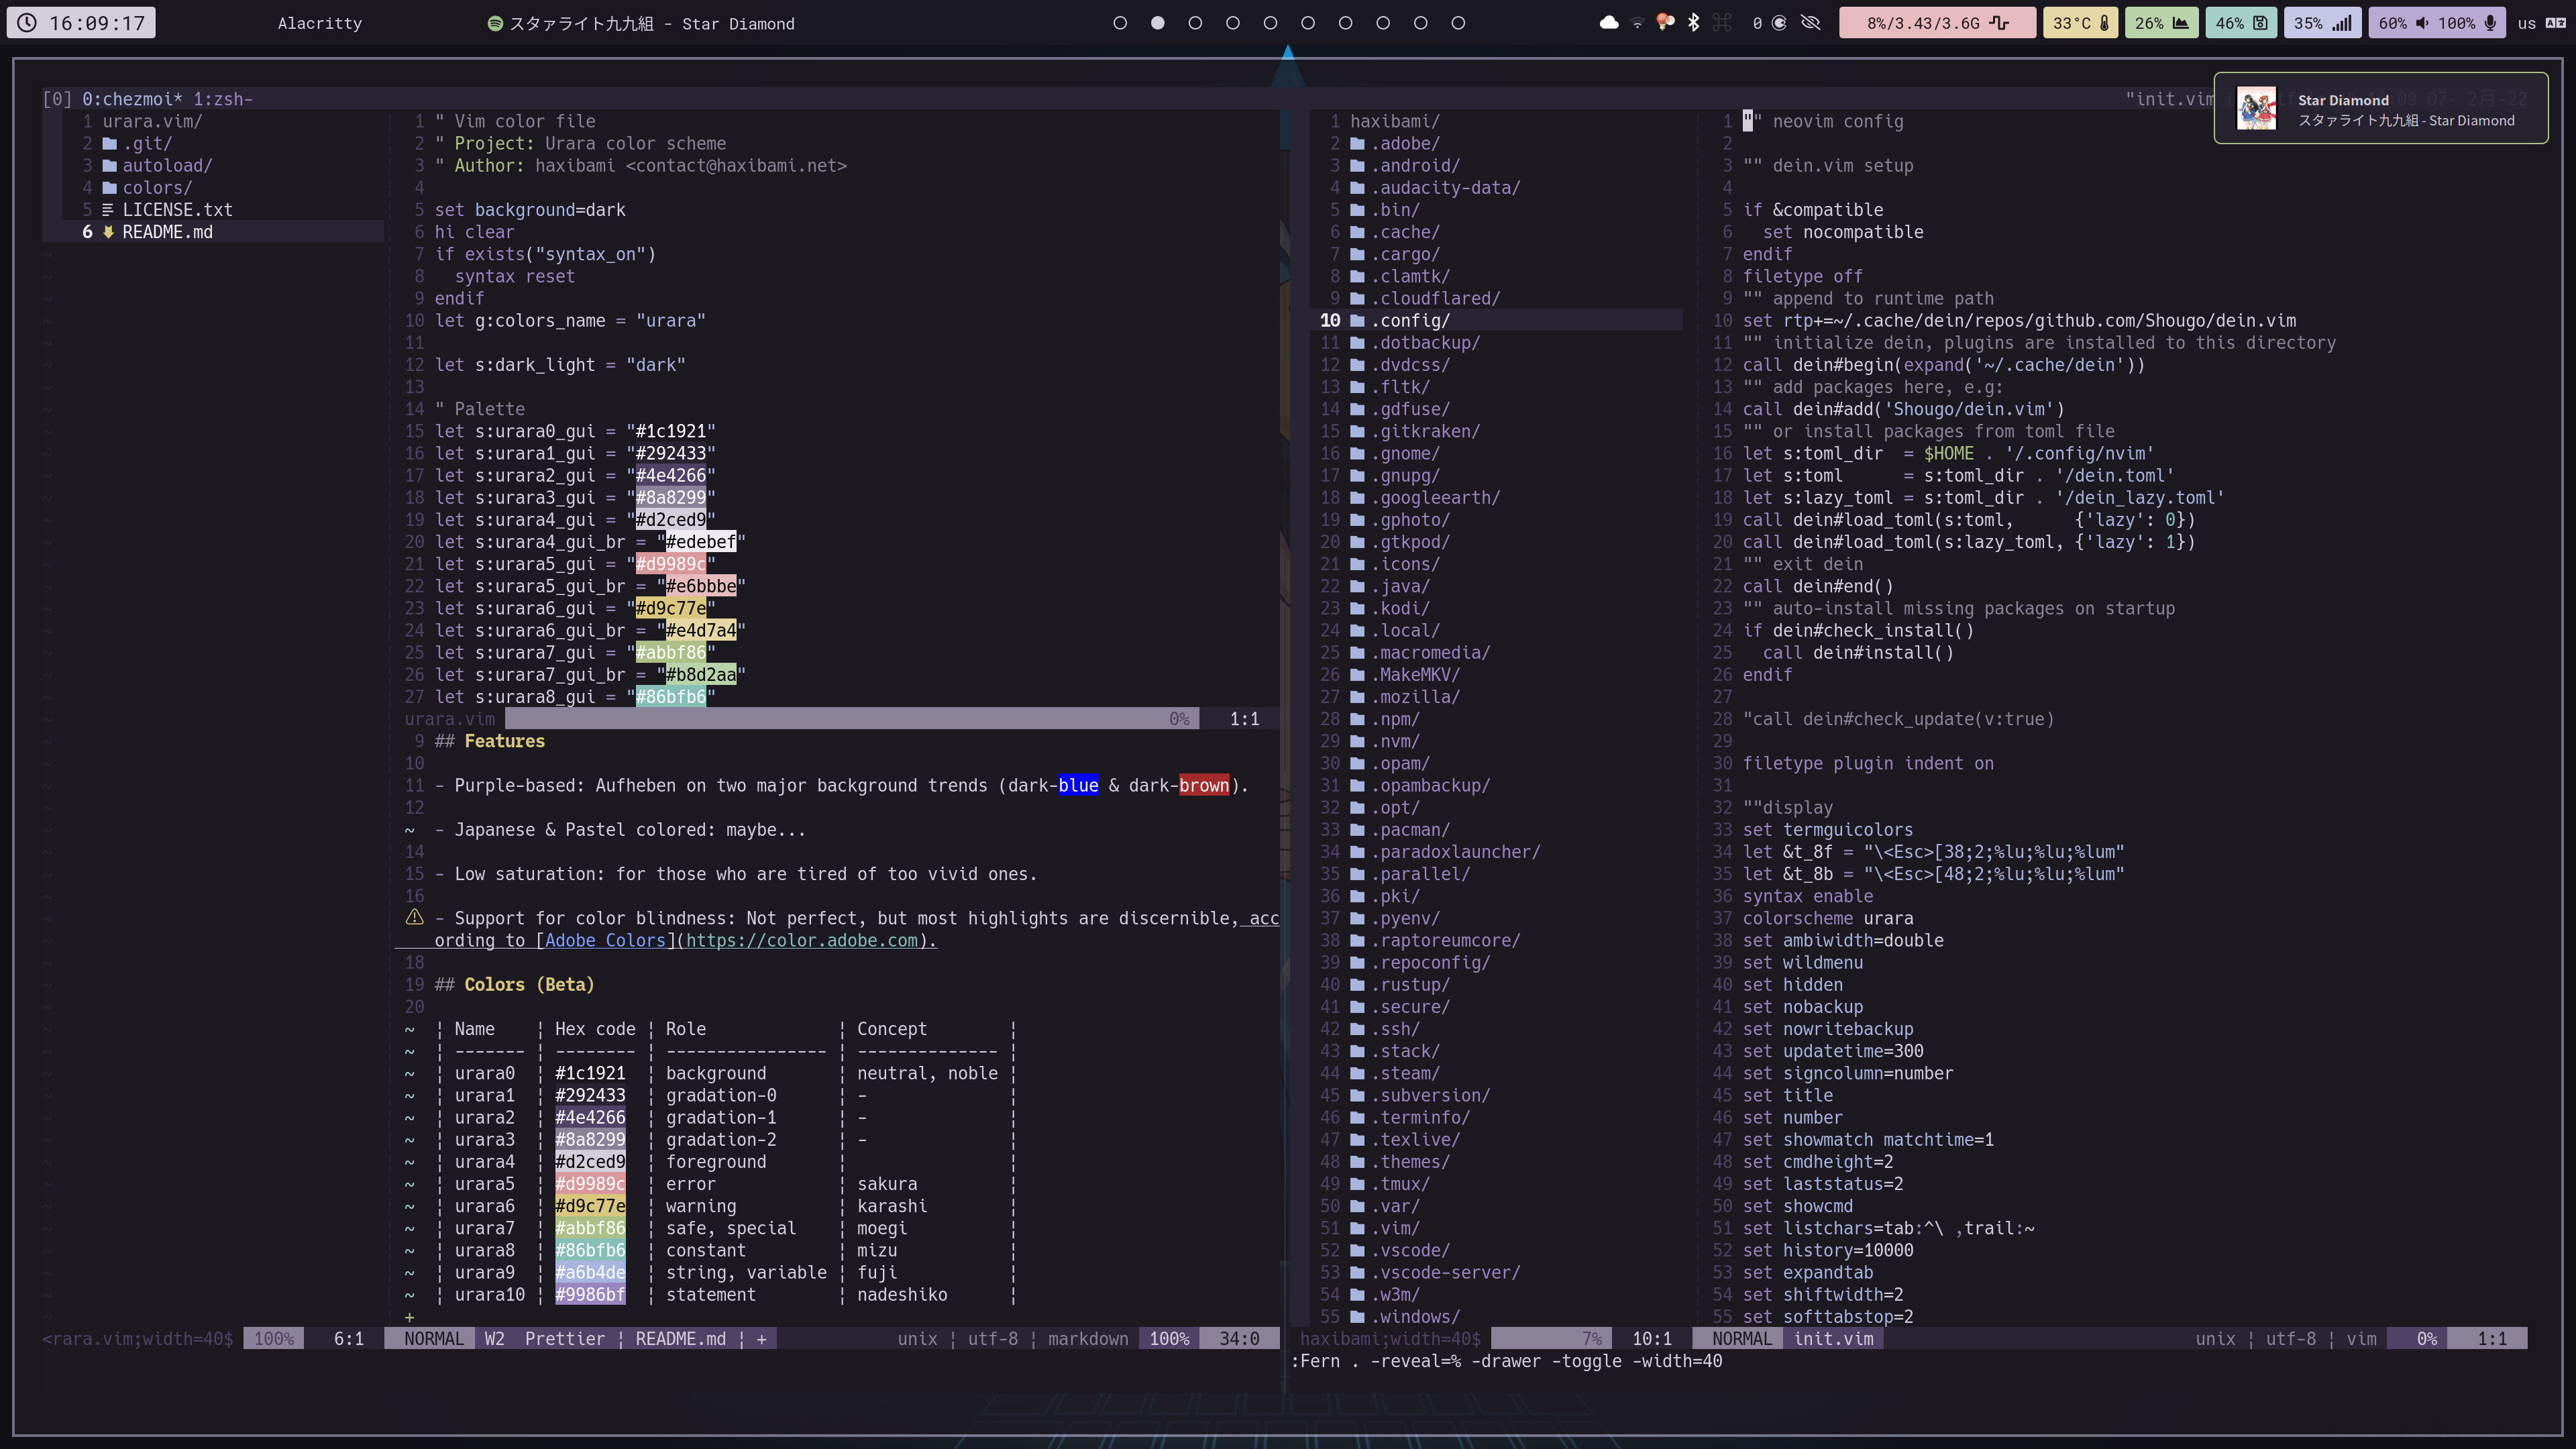 16:09:17
Alacritty
スタァライト九九組 - Star Diamond
0
8%/3.43/3.6G
33°C
26%
46%
35%
60% 100%
us
[0] 0:chezmoi* 1:zsh-
"init.vim
Star Diamond
スタァライト九九組 - Star Diamond
1 urara.vim/
2 .git/
3 autoload/
4 colors/
5 LICENSE.txt
6 README.md
1 " Vim color file
2 " Project: Urara color scheme
3 " Author: haxibami <contact@haxibami.net>
4
5 set background=dark
6 hi clear
7 if exists("syntax_on")
8   syntax reset
9 endif
10 let g:colors_name = "urara"
11
12 let s:dark_light = "dark"
13
14 " Palette
15 let s:urara0_gui = "#1c1921"
16 let s:urara1_gui = "#292433"
17 let s:urara2_gui = "#4e4266"
18 let s:urara3_gui = "#8a8299"
19 let s:urara4_gui = "#d2ced9"
20 let s:urara4_gui_br = "#edebef"
21 let s:urara5_gui = "#d9989c"
22 let s:urara5_gui_br = "#e6bbbe"
23 let s:urara6_gui = "#d9c77e"
24 let s:urara6_gui_br = "#e4d7a4"
25 let s:urara7_gui = "#abbf86"
26 let s:urara7_gui_br = "#b8d2aa"
27 let s:urara8_gui = "#86bfb6"
urara.vim 0% 1:1
9 ## Features
10
11 - Purple-based: Aufheben on two major background trends (dark-blue & dark-brown).
12
~ - Japanese & Pastel colored: maybe...
14
15 - Low saturation: for those who are tired of too vivid ones.
16
- Support for color blindness: Not perfect, but most highlights are discernible, acc
ording to [Adobe Colors](https://color.adobe.com).
18
19 ## Colors (Beta)
20
~ ¦ Name    ¦ Hex code ¦ Role             ¦ Concept        ¦
~ ¦ ------- ¦ -------- ¦ ---------------- ¦ -------------- ¦
~ ¦ urara0  ¦ #1c1921  ¦ background       ¦ neutral, noble ¦
~ ¦ urara1  ¦ #292433  ¦ gradation-0      ¦ -              ¦
~ ¦ urara2  ¦ #4e4266  ¦ gradation-1      ¦ -              ¦
~ ¦ urara3  ¦ #8a8299  ¦ gradation-2      ¦ -              ¦
~ ¦ urara4  ¦ #d2ced9  ¦ foreground       ¦                ¦
~ ¦ urara5  ¦ #d9989c  ¦ error            ¦ sakura         ¦
~ ¦ urara6  ¦ #d9c77e  ¦ warning          ¦ karashi        ¦
~ ¦ urara7  ¦ #abbf86  ¦ safe, special    ¦ moegi          ¦
~ ¦ urara8  ¦ #86bfb6  ¦ constant         ¦ mizu           ¦
~ ¦ urara9  ¦ #a6b4de  ¦ string, variable ¦ fuji           ¦
~ ¦ urara10 ¦ #9986bf  ¦ statement        ¦ nadeshiko      ¦
+
<rara.vim;width=40$ 100% 6:1 NORMAL W2 Prettier ¦ README.md ¦ + unix ¦ utf-8 ¦ markdown 100% 34:0
1 haxibami/
2 .adobe/
3 .android/
4 .audacity-data/
5 .bin/
6 .cache/
7 .cargo/
8 .clamtk/
9 .cloudflared/
10 .config/
11 .dotbackup/
12 .dvdcss/
13 .fltk/
14 .gdfuse/
15 .gitkraken/
16 .gnome/
17 .gnupg/
18 .googleearth/
19 .gphoto/
20 .gtkpod/
21 .icons/
22 .java/
23 .kodi/
24 .local/
25 .macromedia/
26 .MakeMKV/
27 .mozilla/
28 .npm/
29 .nvm/
30 .opam/
31 .opambackup/
32 .opt/
33 .pacman/
34 .paradoxlauncher/
35 .parallel/
36 .pki/
37 .pyenv/
38 .raptoreumcore/
39 .repoconfig/
40 .rustup/
41 .secure/
42 .ssh/
43 .stack/
44 .steam/
45 .subversion/
46 .terminfo/
47 .texlive/
48 .themes/
49 .tmux/
50 .var/
51 .vim/
52 .vscode/
53 .vscode-server/
54 .w3m/
55 .windows/
1 "" neovim config
2
3 "" dein.vim setup
4
5 if &compatible
6   set nocompatible
7 endif
8 filetype off
9 "" append to runtime path
10 set rtp+=~/.cache/dein/repos/github.com/Shougo/dein.vim
11 "" initialize dein, plugins are installed to this directory
12 call dein#begin(expand('~/.cache/dein'))
13 "" add packages here, e.g:
14 call dein#add('Shougo/dein.vim')
15 "" or install packages from toml file
16 let s:toml_dir  = $HOME . '/.config/nvim'
17 let s:toml      = s:toml_dir . '/dein.toml'
18 let s:lazy_toml = s:toml_dir . '/dein_lazy.toml'
19 call dein#load_toml(s:toml,      {'lazy': 0})
20 call dein#load_toml(s:lazy_toml, {'lazy': 1})
21 "" exit dein
22 call dein#end()
23 "" auto-install missing packages on startup
24 if dein#check_install()
25   call dein#install()
26 endif
27
28 "call dein#check_update(v:true)
29
30 filetype plugin indent on
31
32 ""display
33 set termguicolors
34 let &t_8f = "\<Esc>[38;2;%lu;%lu;%lum"
35 let &t_8b = "\<Esc>[48;2;%lu;%lu;%lum"
36 syntax enable
37 colorscheme urara
38 set ambiwidth=double
39 set wildmenu
40 set hidden
41 set nobackup
42 set nowritebackup
43 set updatetime=300
44 set signcolumn=number
45 set title
46 set number
47 set showmatch matchtime=1
48 set cmdheight=2
49 set laststatus=2
50 set showcmd
51 set listchars=tab:^\ ,trail:~
52 set history=10000
53 set expandtab
54 set shiftwidth=2
55 set softtabstop=2
haxibami;width=40$ 7% 10:1 NORMAL init.vim unix ¦ utf-8 ¦ vim 0% 1:1
:Fern . -reveal=% -drawer -toggle -width=40